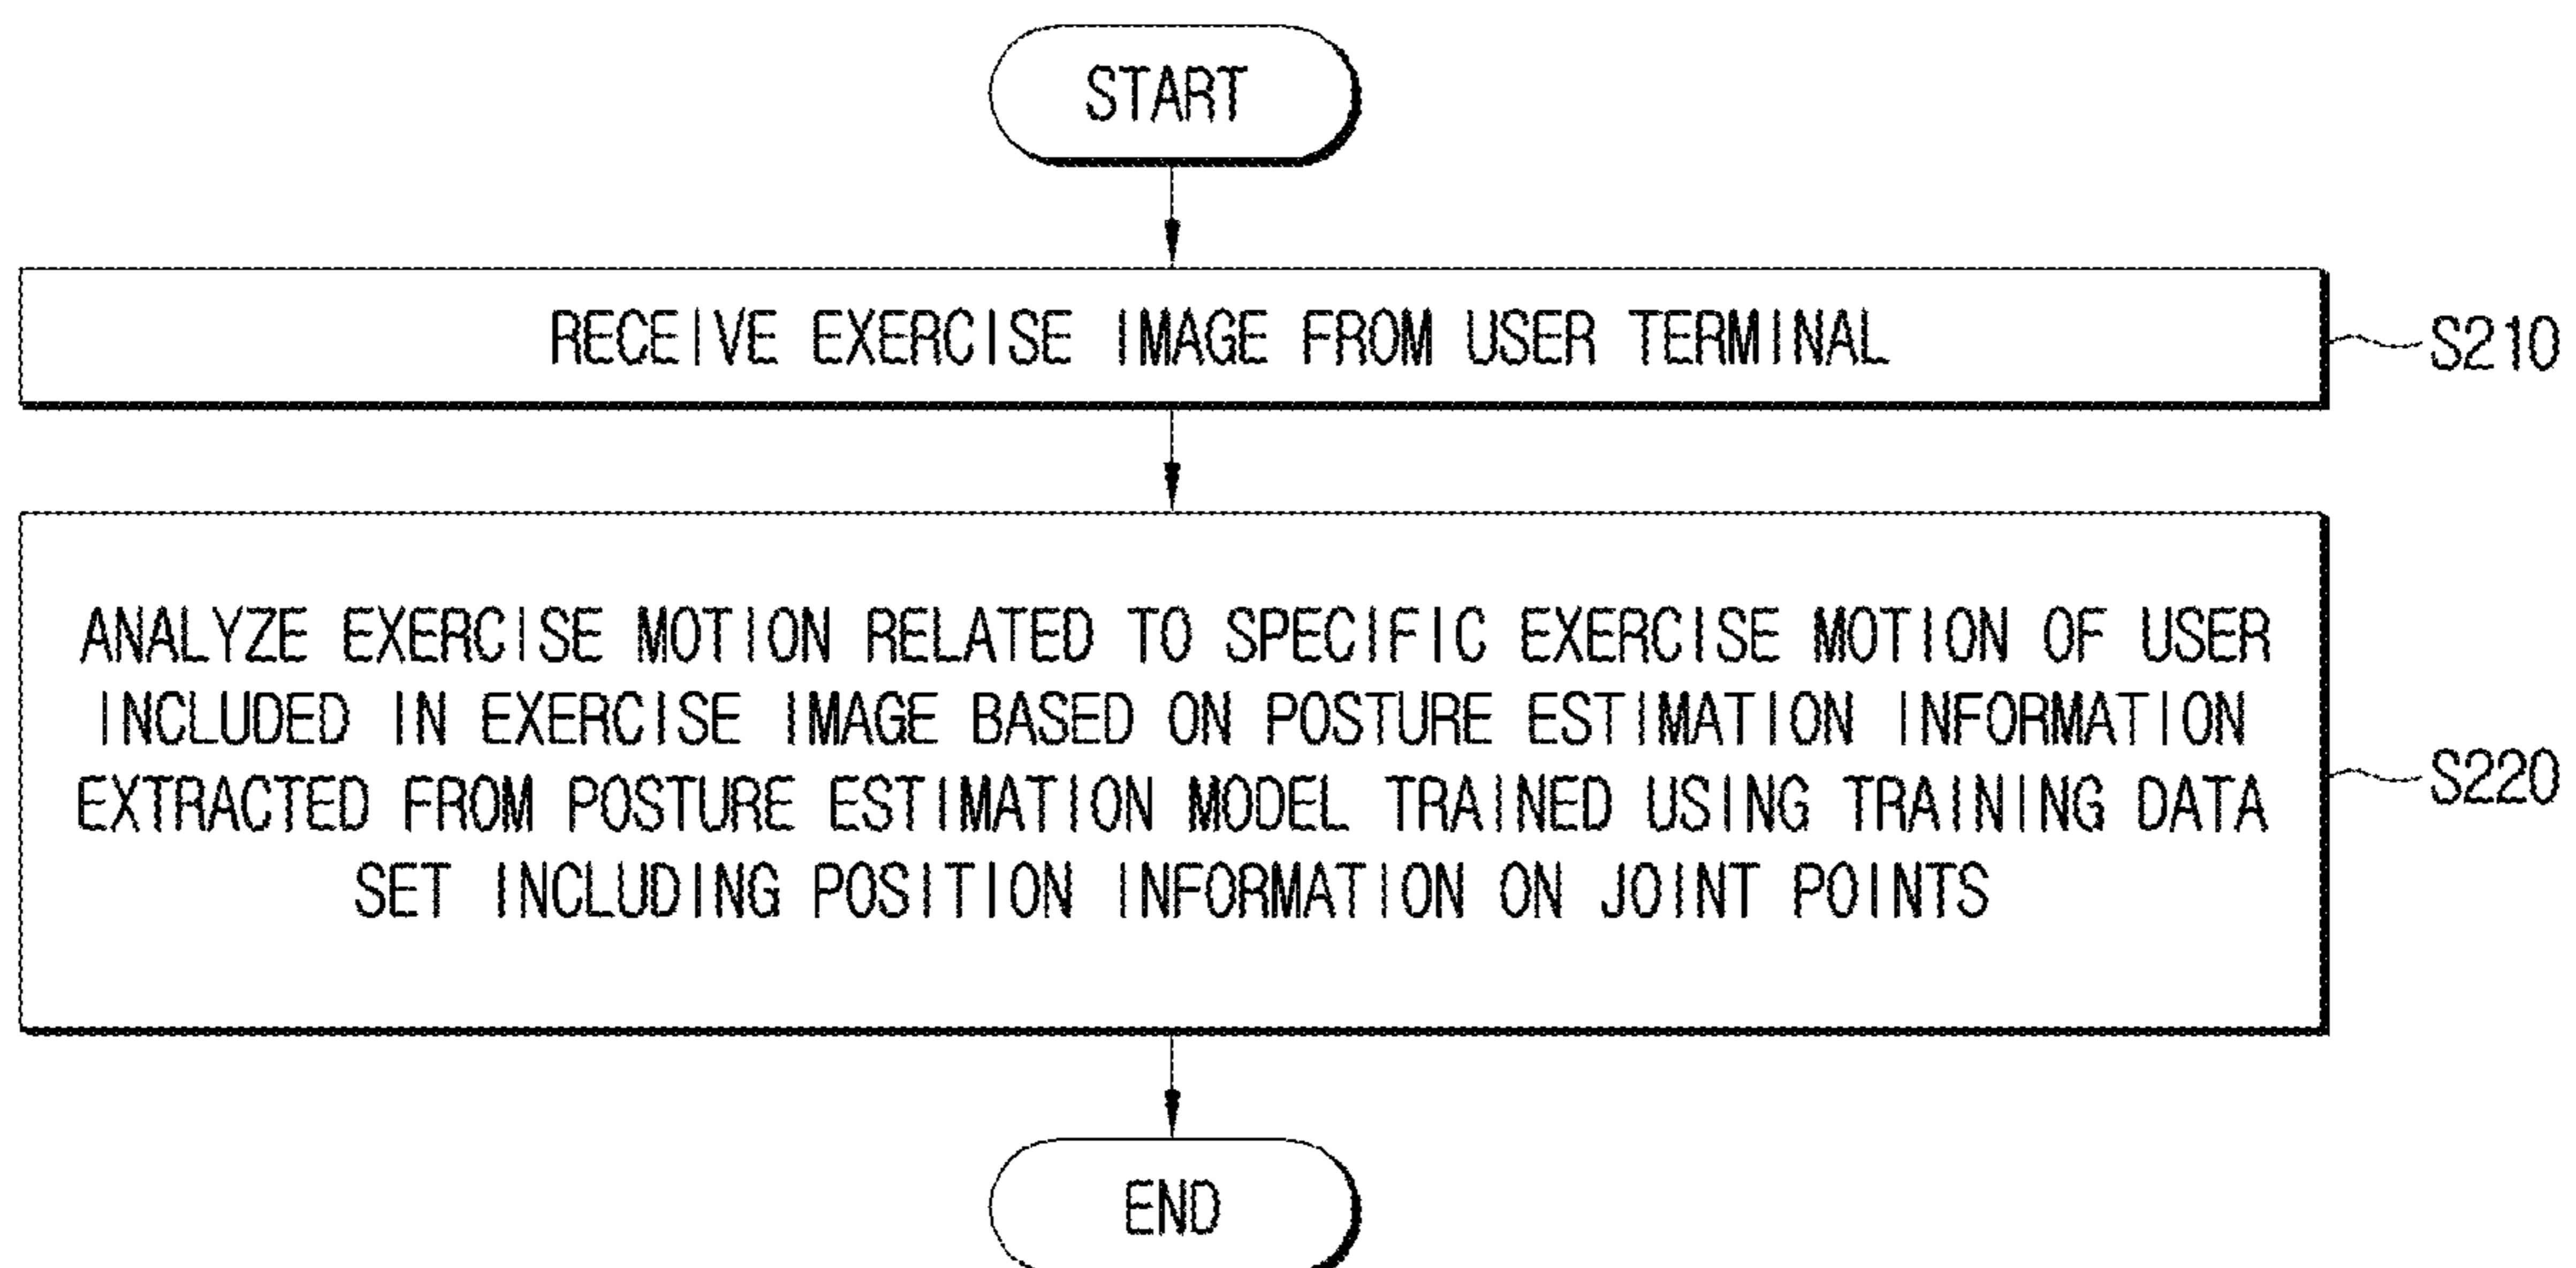 START
RECEIVE EXERCISE IMAGE FROM USER TERMINAL
S210
ANALYZE EXERCISE MOTION RELATED TO SPECIFIC EXERCISE MOTION OF USER
INCLUDED IN EXERCISE IMAGE BASED ON POSTURE ESTIMATION INFORMATION
EXTRACTED FROM POSTURE ESTIMATION MODEL TRAINED USING TRAINING DATA
SET INCLUDING POSITION INFORMATION ON JOINT POINTS
S220
END